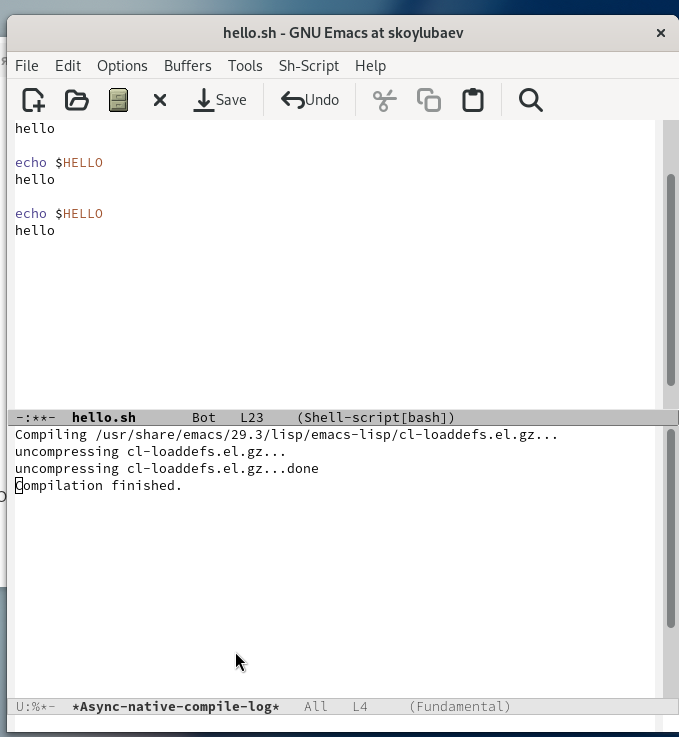 hello.sh - GNU Emacs at skoylubaev
File Edit Options Buffers Tools Sh-Script Help
Save Undo
hello
echo $HELLO
hello
echo $HELLO
hello
-:**- hello.sh Bot L23 (Shell-script[bash])
Compiling /usr/share/emacs/29.3/lisp/emacs-lisp/cl-loaddefs.el.gz...
uncompressing cl-loaddefs.el.gz...
uncompressing cl-loaddefs.el.gz...done
Compilation finished.
U:%*- *Async-native-compile-log* All L4 (Fundamental)